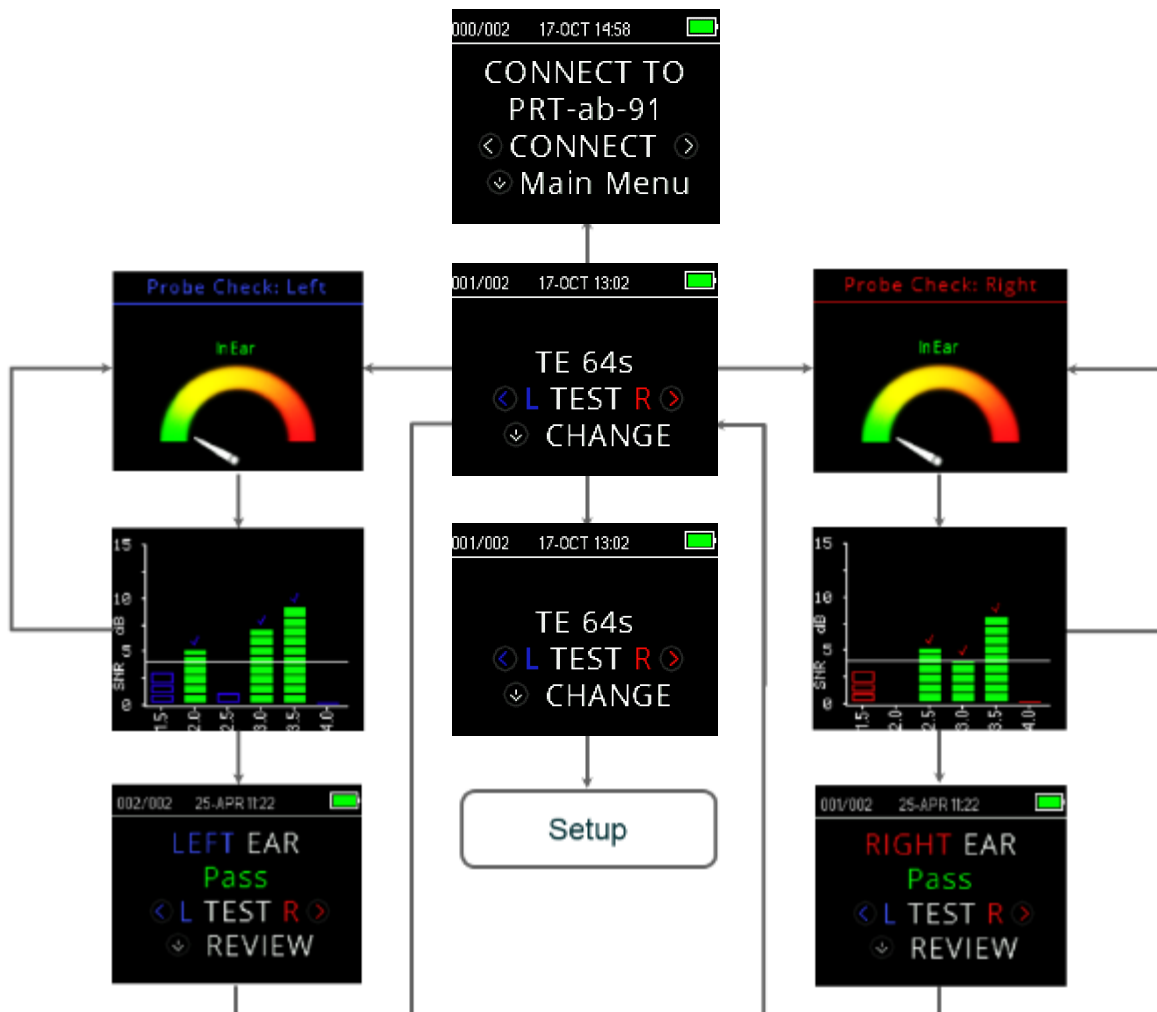 000/002 17-OCT 14:58
CONNECT TO
PRT-ab-91
CONNECT
Main Menu
Probe Check: Left
In Ear
001/002 17-OCT 13:02
TE 64s
L TEST R
CHANGE
Probe Check: Right
In Ear
15
10
5
0
SNR dB
1.5 2.0 2.5 3.0 3.5 4.0
001/002 17-OCT 13:02
TE 64s
L TEST R
CHANGE
15
10
5
0
SNR dB
1.5 2.0 2.5 3.0 3.5 4.0
002/002 25-APR 11:22
LEFT EAR
Pass
L TEST R
REVIEW
Setup
001/002 25-APR 11:22
RIGHT EAR
Pass
L TEST R
REVIEW